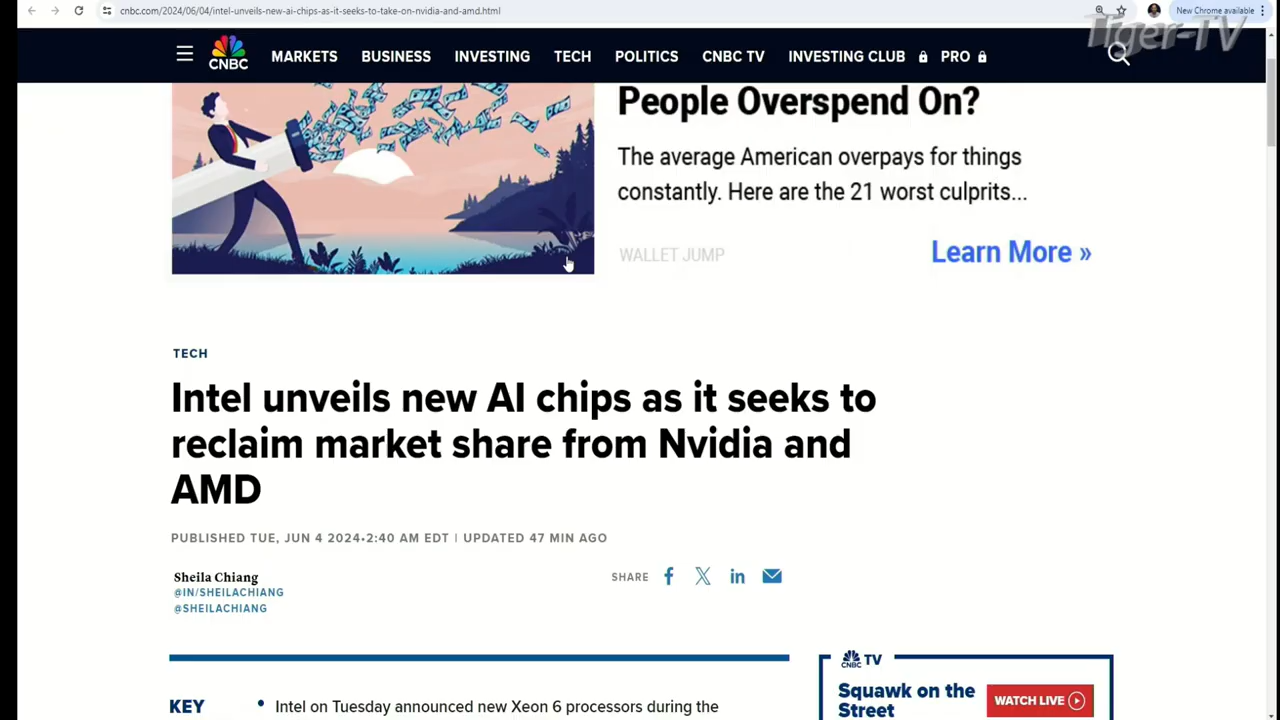 cnbc.com/2024/06/04/intel-unveils-new-ai-chips-as-it-seeks-to-take-on-nvidia-and-amd.html
New Chrome available
Tiger-TV
CNBC
MARKETS BUSINESS INVESTING TECH POLITICS CNBC TV INVESTING CLUB PRO
People Overspend On?
The average American overpays for things
constantly. Here are the 21 worst culprits...
WALLET JUMP
Learn More »
TECH
Intel unveils new AI chips as it seeks to
reclaim market share from Nvidia and
AMD
PUBLISHED TUE, JUN 4 2024•2:40 AM EDT | UPDATED 47 MIN AGO
Sheila Chiang
@IN/SHEILACHIANG
@SHEILACHIANG
SHARE
KEY
• Intel on Tuesday announced new Xeon 6 processors during the
CNBC TV
Squawk on the
Street
WATCH LIVE